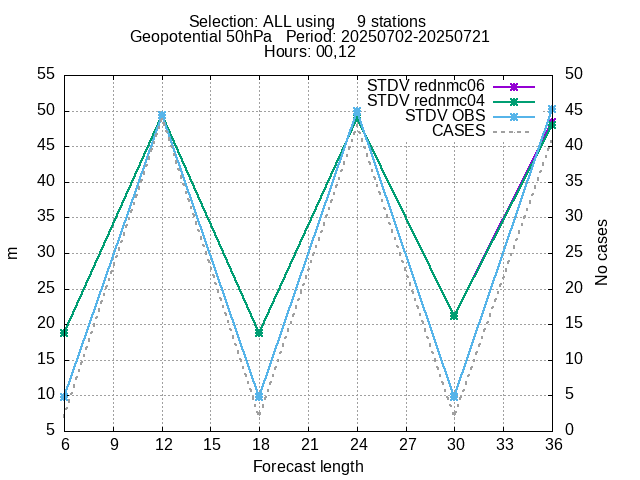 Selection: ALL using     9 stations
Geopotential 50hPa   Period: 20250702-20250721
Hours: 00,12
STDV rednmc06
STDV rednmc04
STDV OBS
CASES
55
50
45
40
35
30
25
20
15
10
5
m
50
45
40
35
30
25
20
15
10
5
0
No cases
6 9 12 15 18 21 24 27 30 33 36
Forecast length